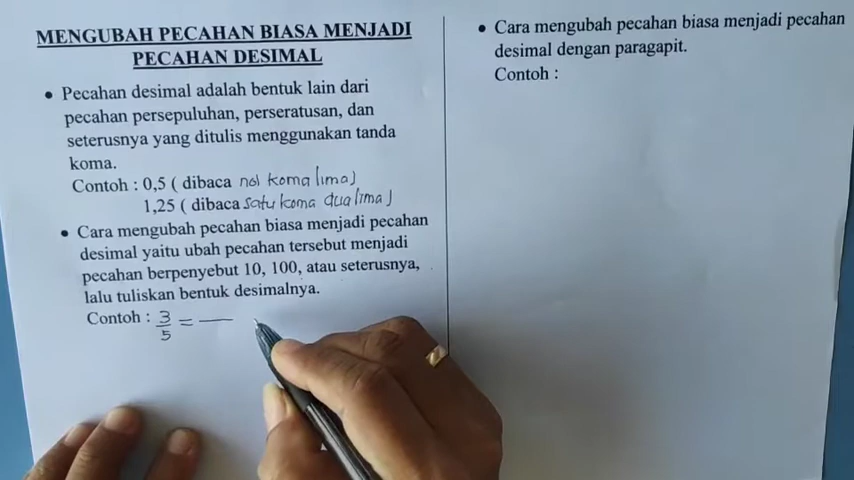 MENGUBAH PECAHAN BIASA MENJADI
PECAHAN DESIMAL
• Pecahan desimal adalah bentuk lain dari
pecahan persepuluhan, perseratusan, dan
seterusnya yang ditulis menggunakan tanda
koma.
Contoh : 0,5 ( dibaca nol koma lima)
1,25 ( dibaca satu koma dua lima)
• Cara mengubah pecahan biasa menjadi pecahan
desimal yaitu ubah pecahan tersebut menjadi
pecahan berpenyebut 10, 100, atau seterusnya,
lalu tuliskan bentuk desimalnya.
Contoh : 3/5 = —
• Cara mengubah pecahan biasa menjadi pecahan
desimal dengan paragapit.
Contoh :